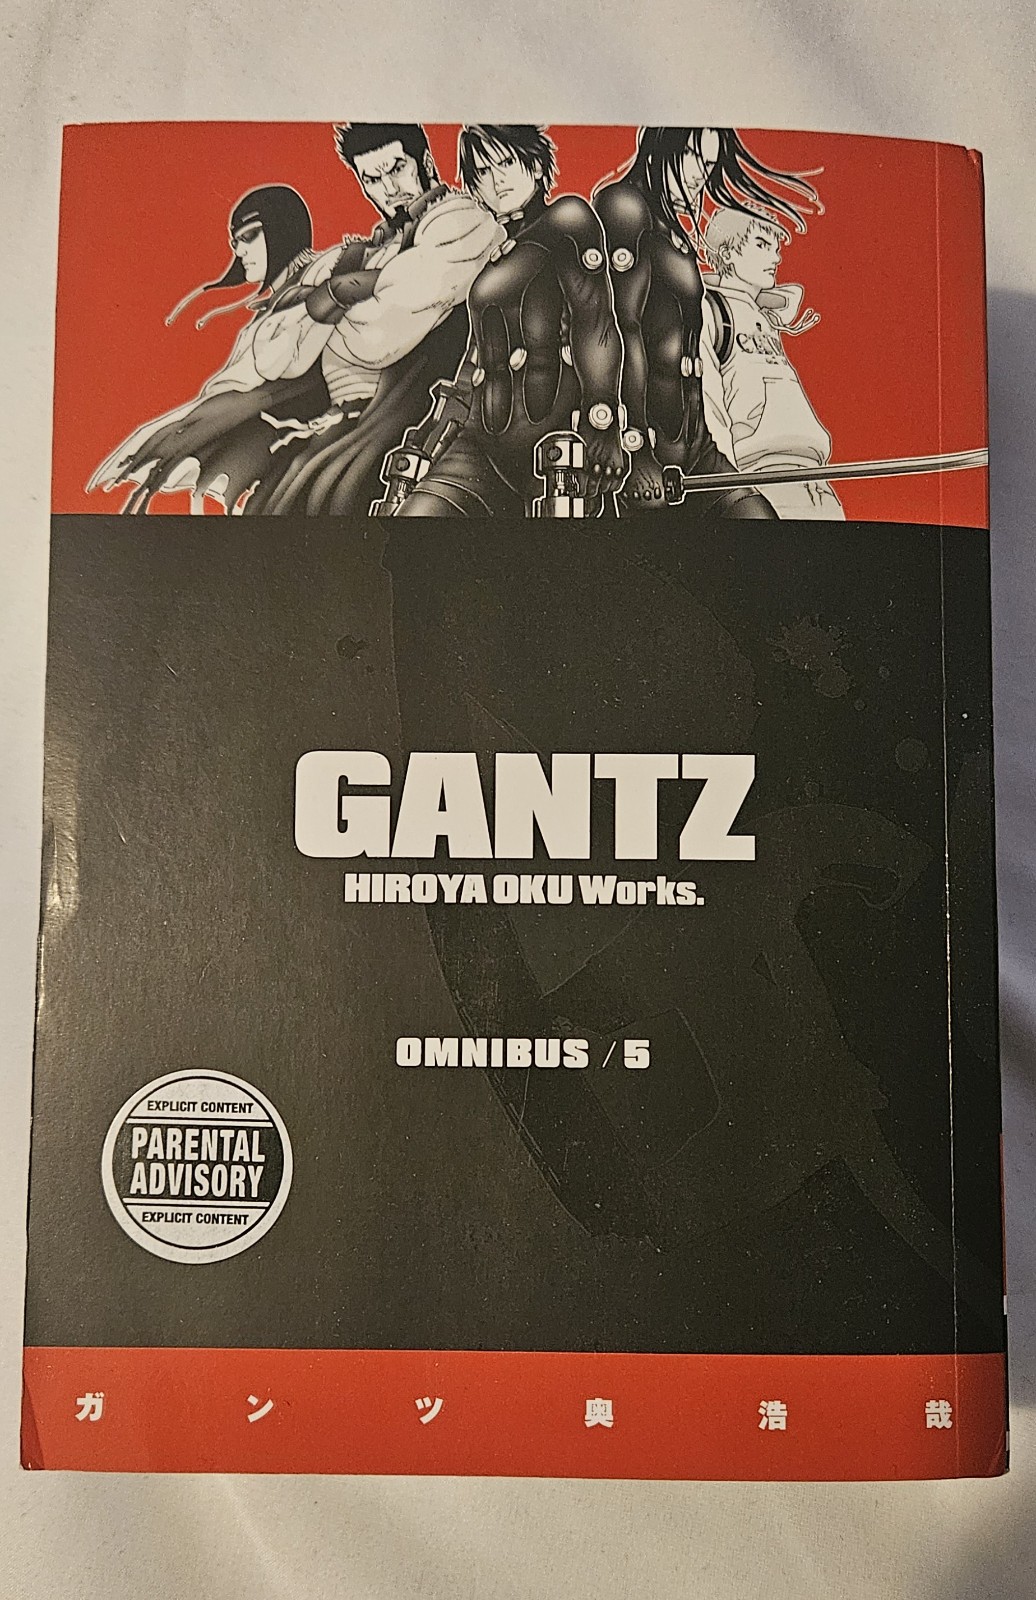 GANTZ
HIROYA OKU Works.
OMNIBUS / 5
EXPLICIT CONTENT
PARENTAL
ADVISORY
EXPLICIT CONTENT
ガンツ奥浩哉